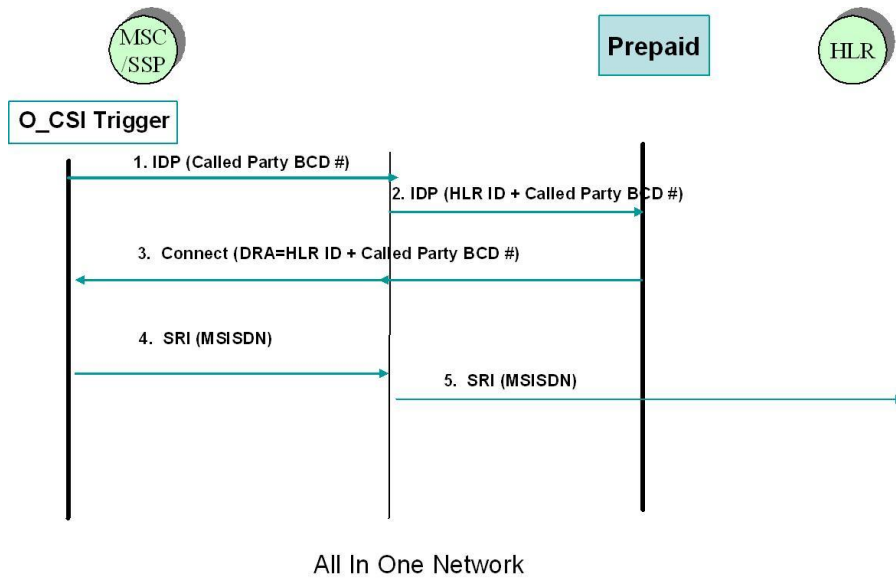 MSC
/SSP
Prepaid
HLR
O_CSI Trigger
1. IDP (Called Party BCD #)
2. IDP (HLR ID + Called Party BCD #)
3. Connect (DRA=HLR ID + Called Party BCD #)
4. SRI (MSISDN)
5. SRI (MSISDN)
All In One Network